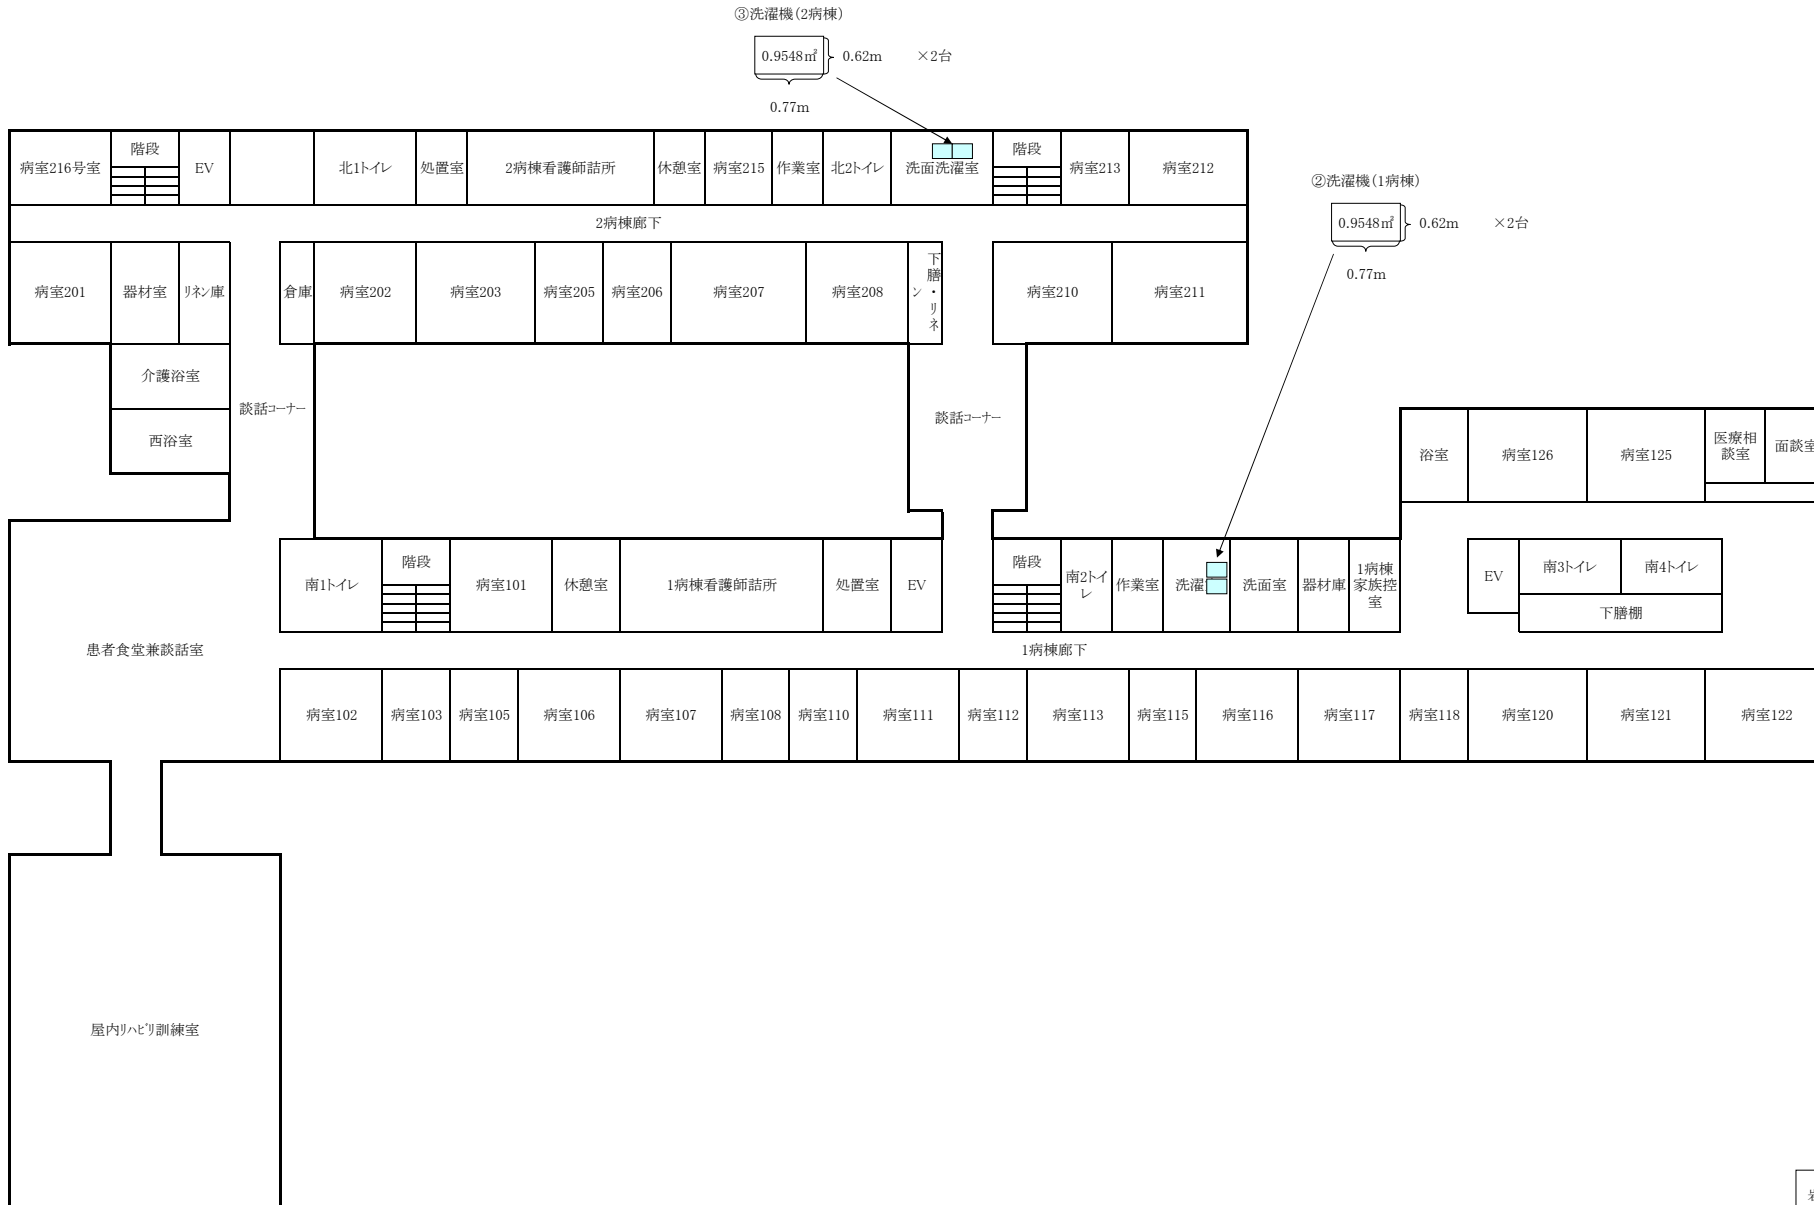 ③洗濯機(2病棟)
0.9548㎡
0.62m
×2台
0.77m
病室216号室
階段
EV
北1トイレ
処置室
2病棟看護師詰所
休憩室
病室215
作業室
北2トイレ
洗面洗濯室
階段
病室213
病室212
②洗濯機(1病棟)
0.9548㎡
0.62m
×2台
0.77m
2病棟廊下
病室201
器材室
リネン庫
倉庫
病室202
病室203
病室205
病室206
病室207
病室208
下膳・リネ
ン
病室210
病室211
介護浴室
談話コーナー
西浴室
談話コーナー
浴室
病室126
病室125
医療相
談室
面談室
南1トイレ
階段
病室101
休憩室
1病棟看護師詰所
処置室
EV
階段
南2トイ
レ
作業室
洗濯
洗面室
器材庫
1病棟
家族控
室
EV
南3トイレ
南4トイレ
下膳棚
患者食堂兼談話室
1病棟廊下
病室102
病室103
病室105
病室106
病室107
病室108
病室110
病室111
病室112
病室113
病室115
病室116
病室117
病室118
病室120
病室121
病室122
屋内リハビリ訓練室